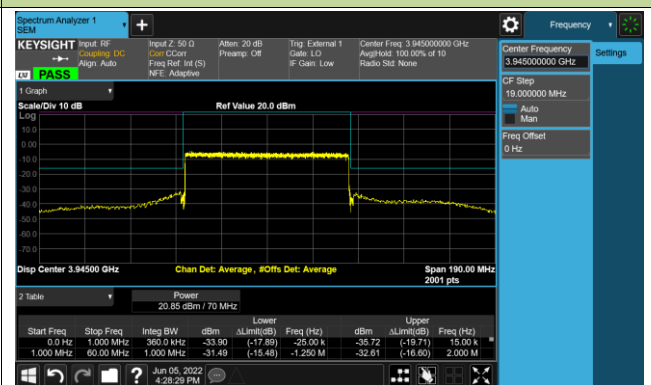 Spectrum Analyzer 1
SEM
+
Frequency
KEYSIGHT
Input: RF
Coupling: DC
Align: Auto
Input Z: 50 Ω
Corr CCorr
Freq Ref: Int (S)
NFE: Adaptive
Atten: 20 dB
Preamp: Off
Trig: External 1
Gate: LO
IF Gain: Low
Center Freq: 3.945000000 GHz
Avg|Hold: 100.00% of 10
Radio Std: None
LXI PASS
Center Frequency
3.945000000 GHz
Settings
CF Step
19.000000 MHz
Auto
Man
Freq Offset
0 Hz
1 Graph
Scale/Div 10 dB
Ref Value 20.0 dBm
Log
10.0
0.00
-10.0
-20.0
-30.0
-40.0
-50.0
-60.0
-70.0
Disp Center 3.94500 GHz
Chan Det: Average , #Offs Det: Average
Span 190.00 MHz
2001 pts
2 Table
Power
20.85 dBm / 70 MHz
Lower Upper
Start Freq Stop Freq Integ BW dBm ΔLimit(dB) Freq (Hz) dBm ΔLimit(dB) Freq (Hz)
0.0 Hz 1.000 MHz 360.0 kHz -33.90 (-17.89) -25.00 k -35.72 (-19.71) 15.00 k
1.000 MHz 60.00 MHz 1.000 MHz -31.49 (-15.48) -1.250 M -32.61 (-16.60) 2.000 M
?
Jun 05, 2022
4:28:29 PM